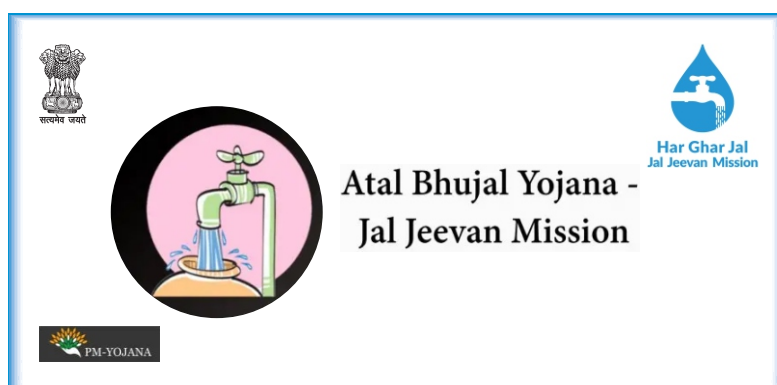 सत्यमेव जयते
Har Ghar Jal
Jal Jeevan Mission
Atal Bhujal Yojana -
Jal Jeevan Mission
PM-YOJANA